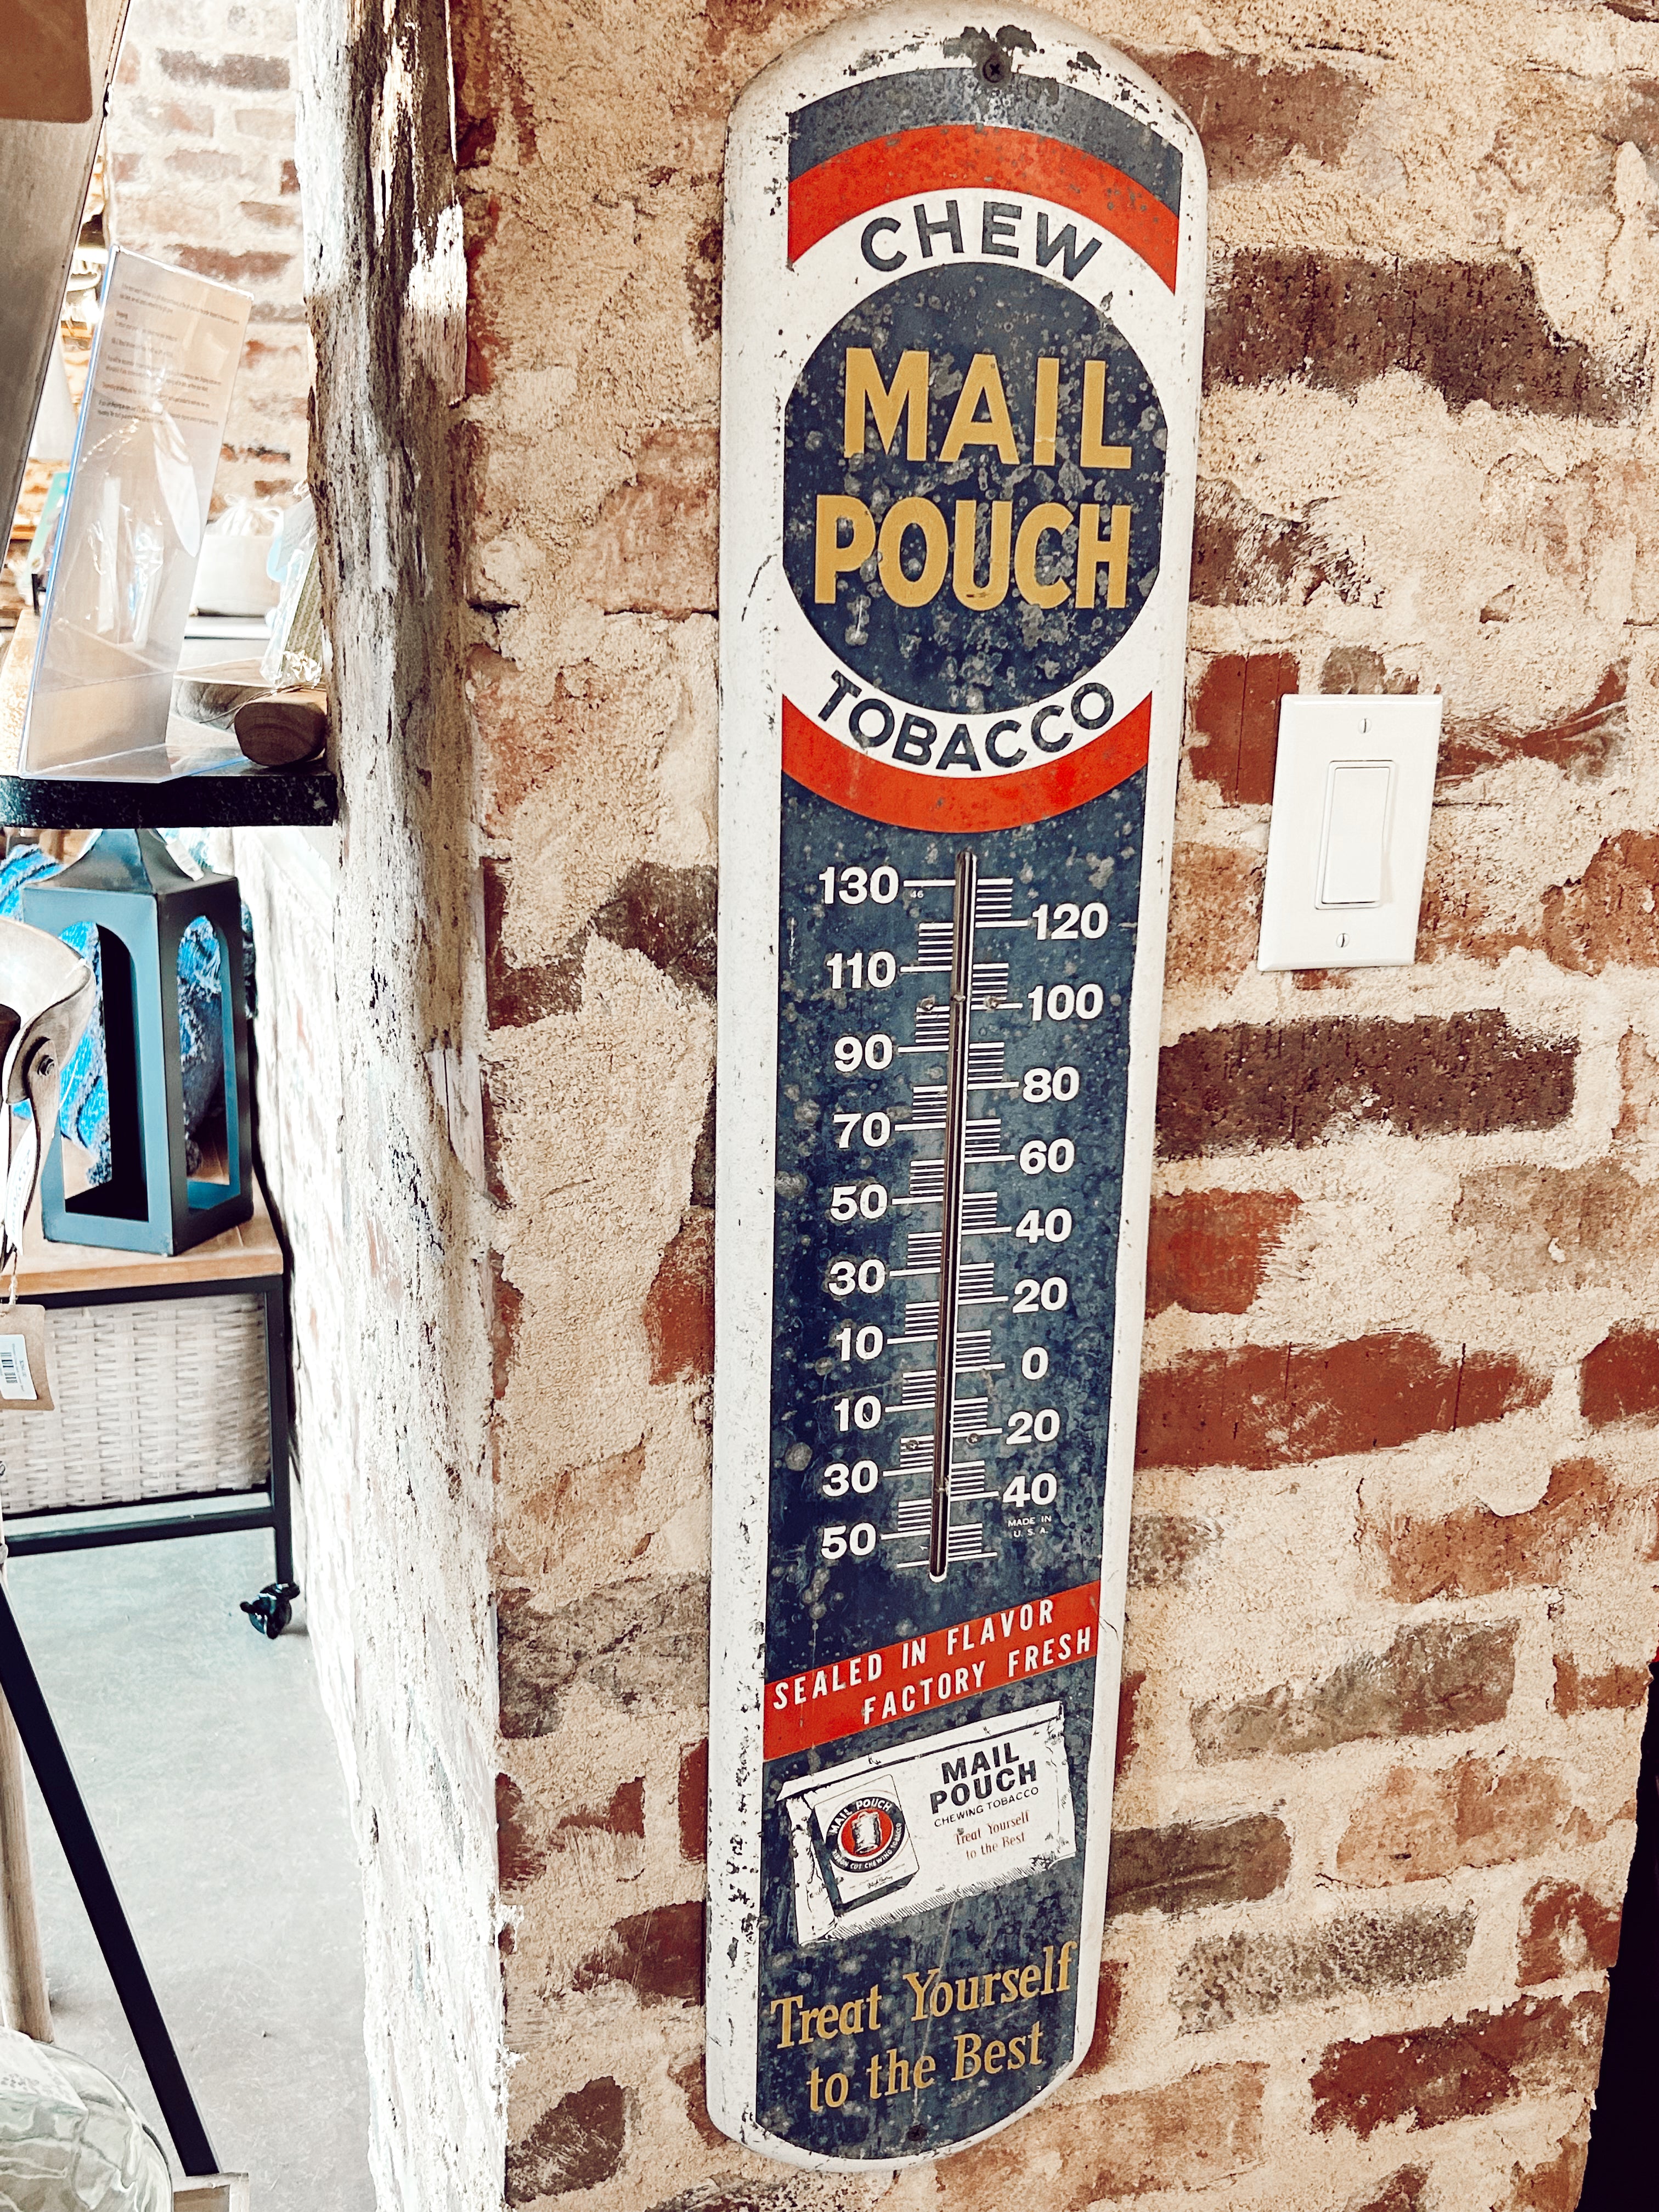 CHEW
MAIL
POUCH
TOBACCO
130
46
120
110
100
90
80
70
60
50
40
30
20
10
0
10
20
30
40
MADE IN
U. S. A.
50
SEALED IN FLAVOR
FACTORY FRESH
MAIL
POUCH
CHEWING TOBACCO
Treat Yourself
to the Best
MAIL POUCH
Treat Yourself
to the Best